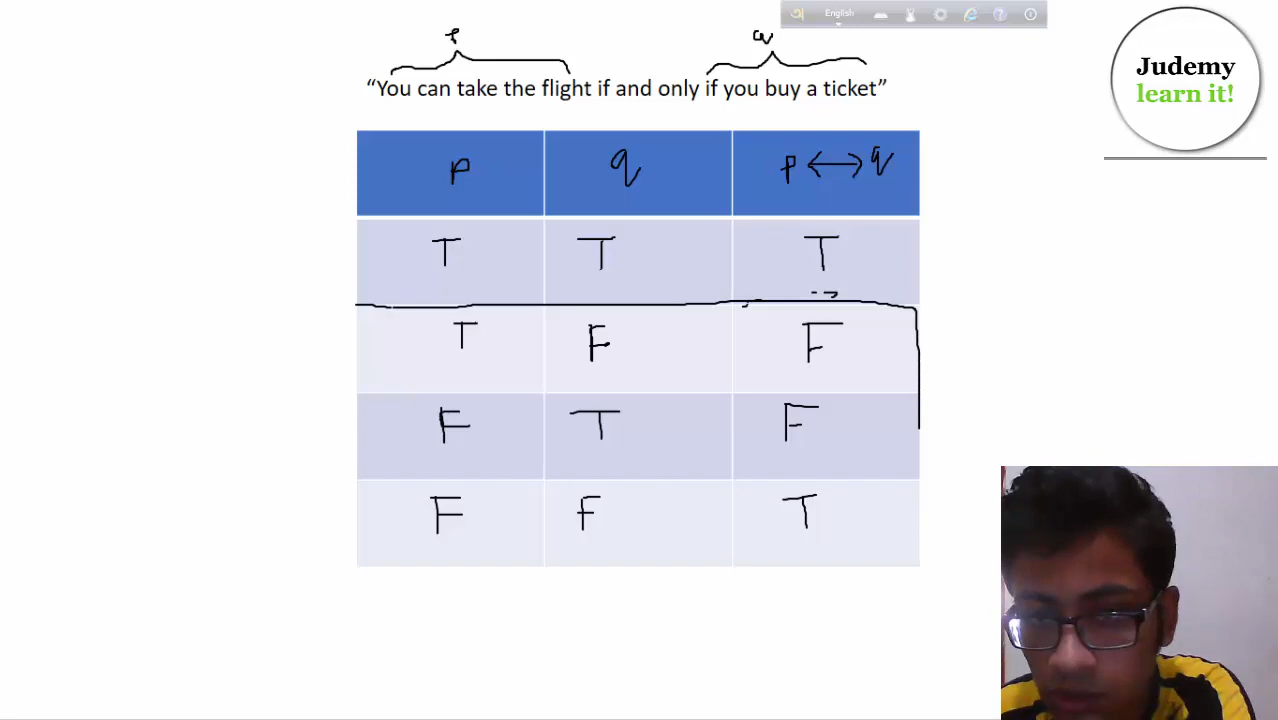 অ English
p q
“You can take the flight if and only if you buy a ticket”
Judemy
learn it!
p q p ↔ q
T T T
T F F
F T F
F F T